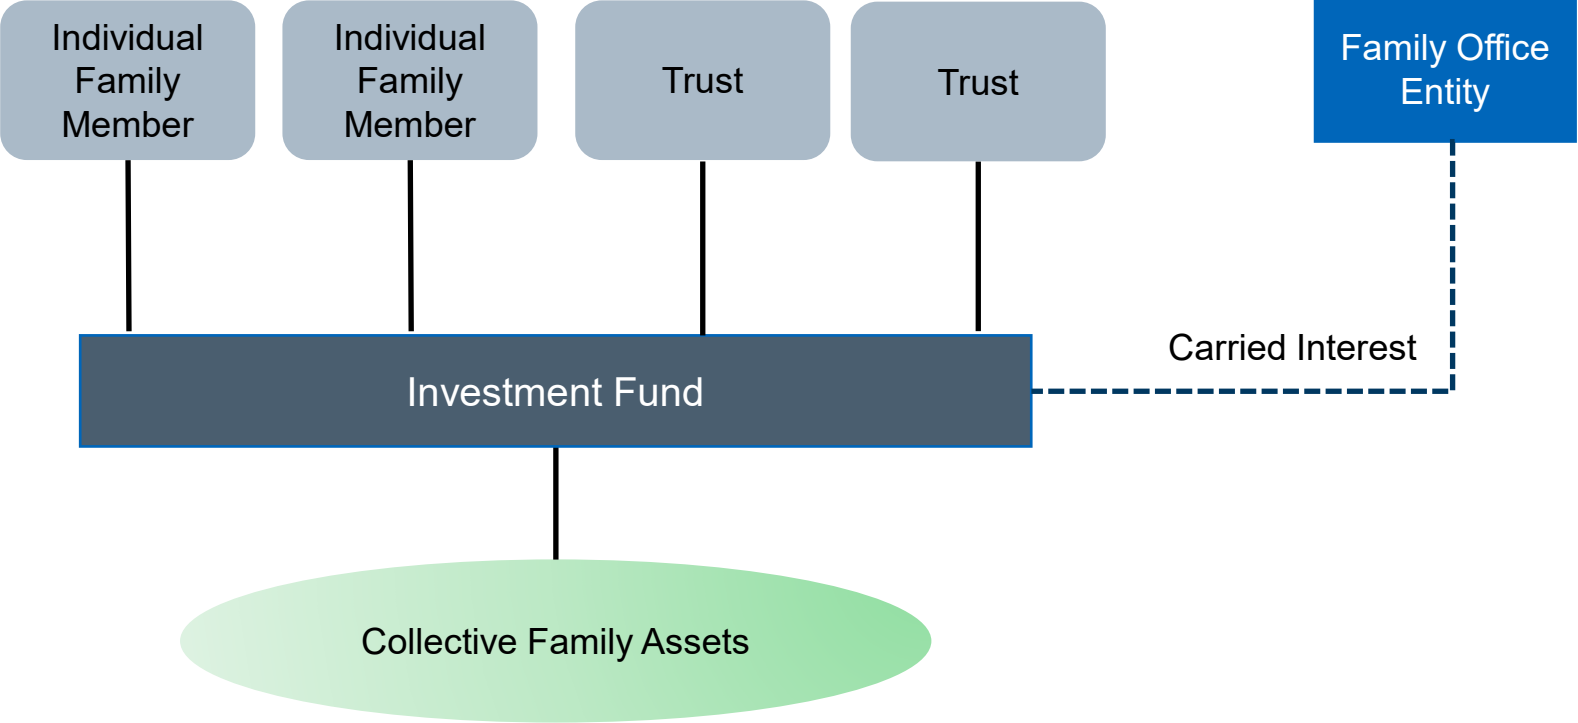 Individual
Family
Member
Individual
Family
Member
Trust
Trust
Family Office
Entity
Carried Interest
Investment Fund
Collective Family Assets